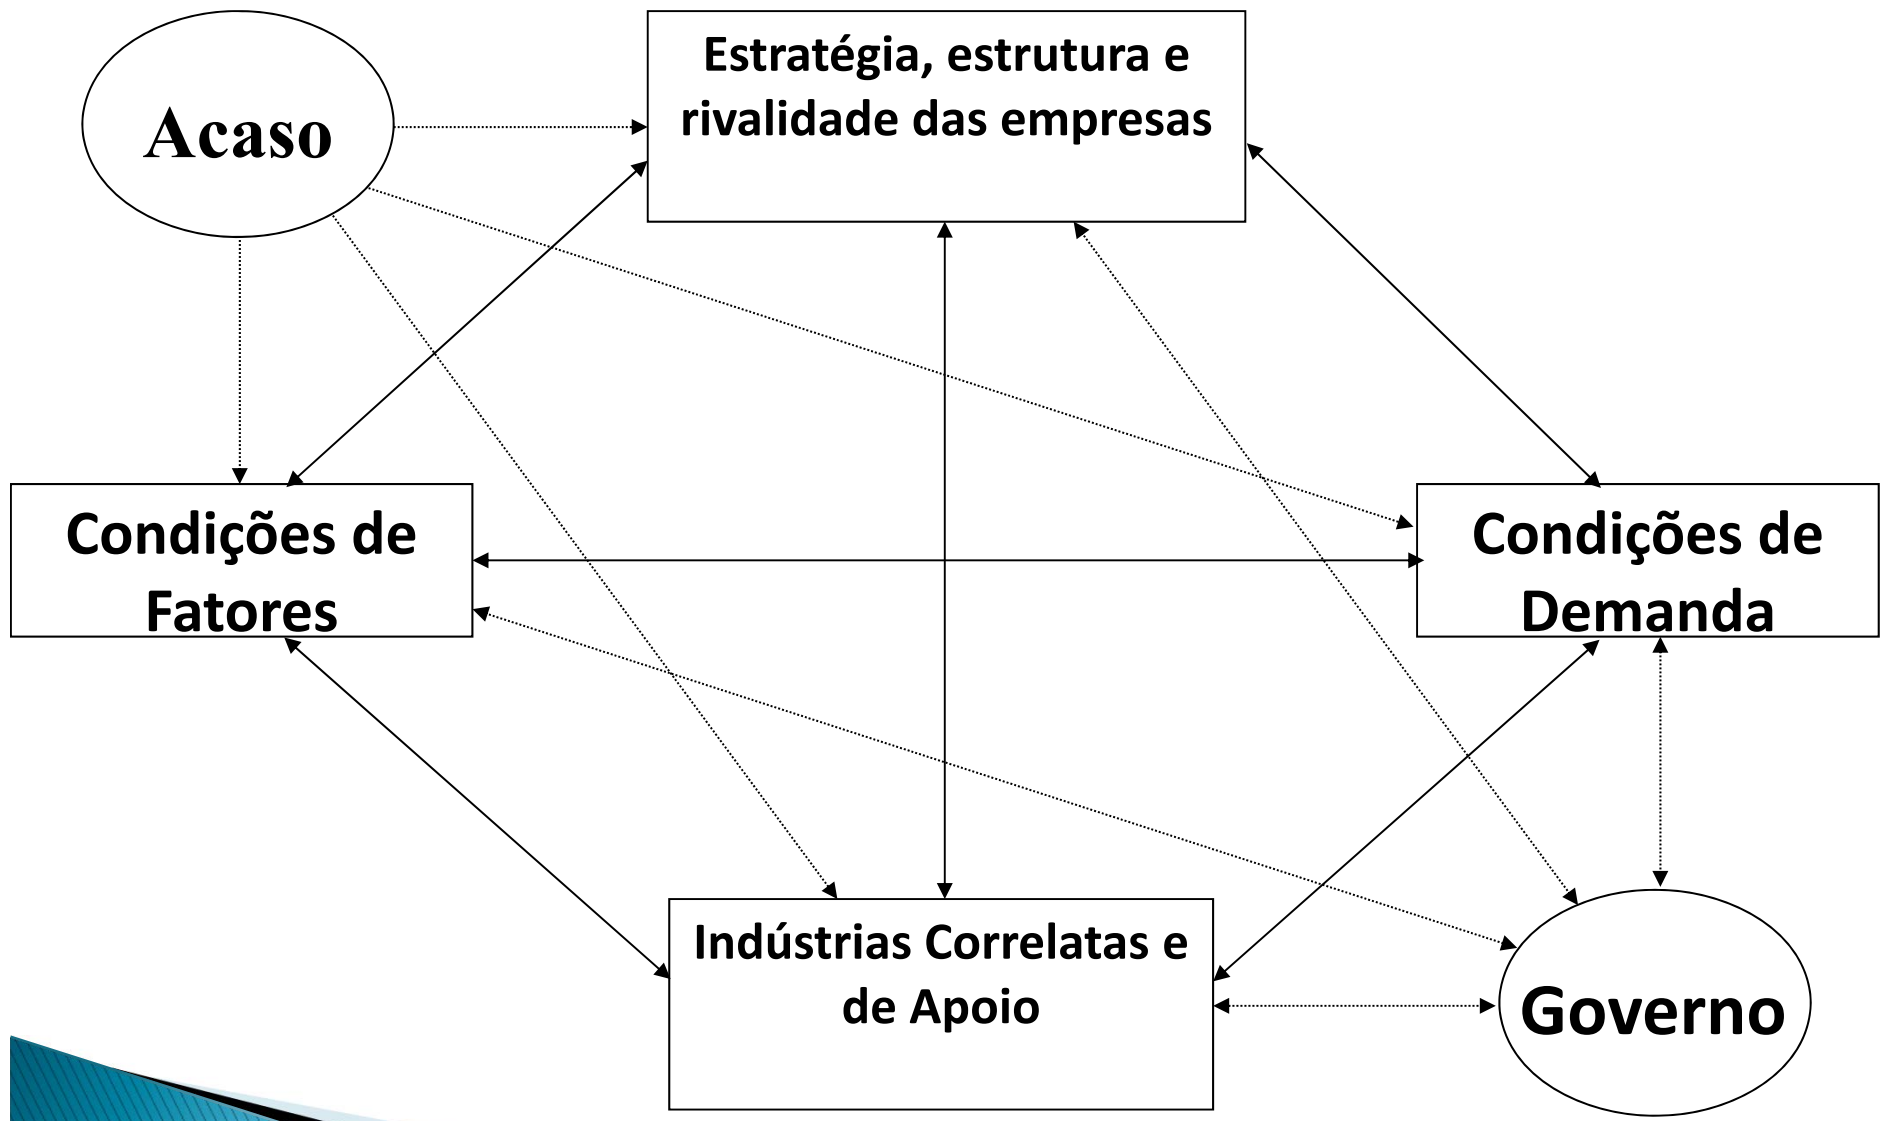 Acaso
Estratégia, estrutura e
rivalidade das empresas
Condições de
Fatores
Condições de
Demanda
Indústrias Correlatas e
de Apoio
Governo